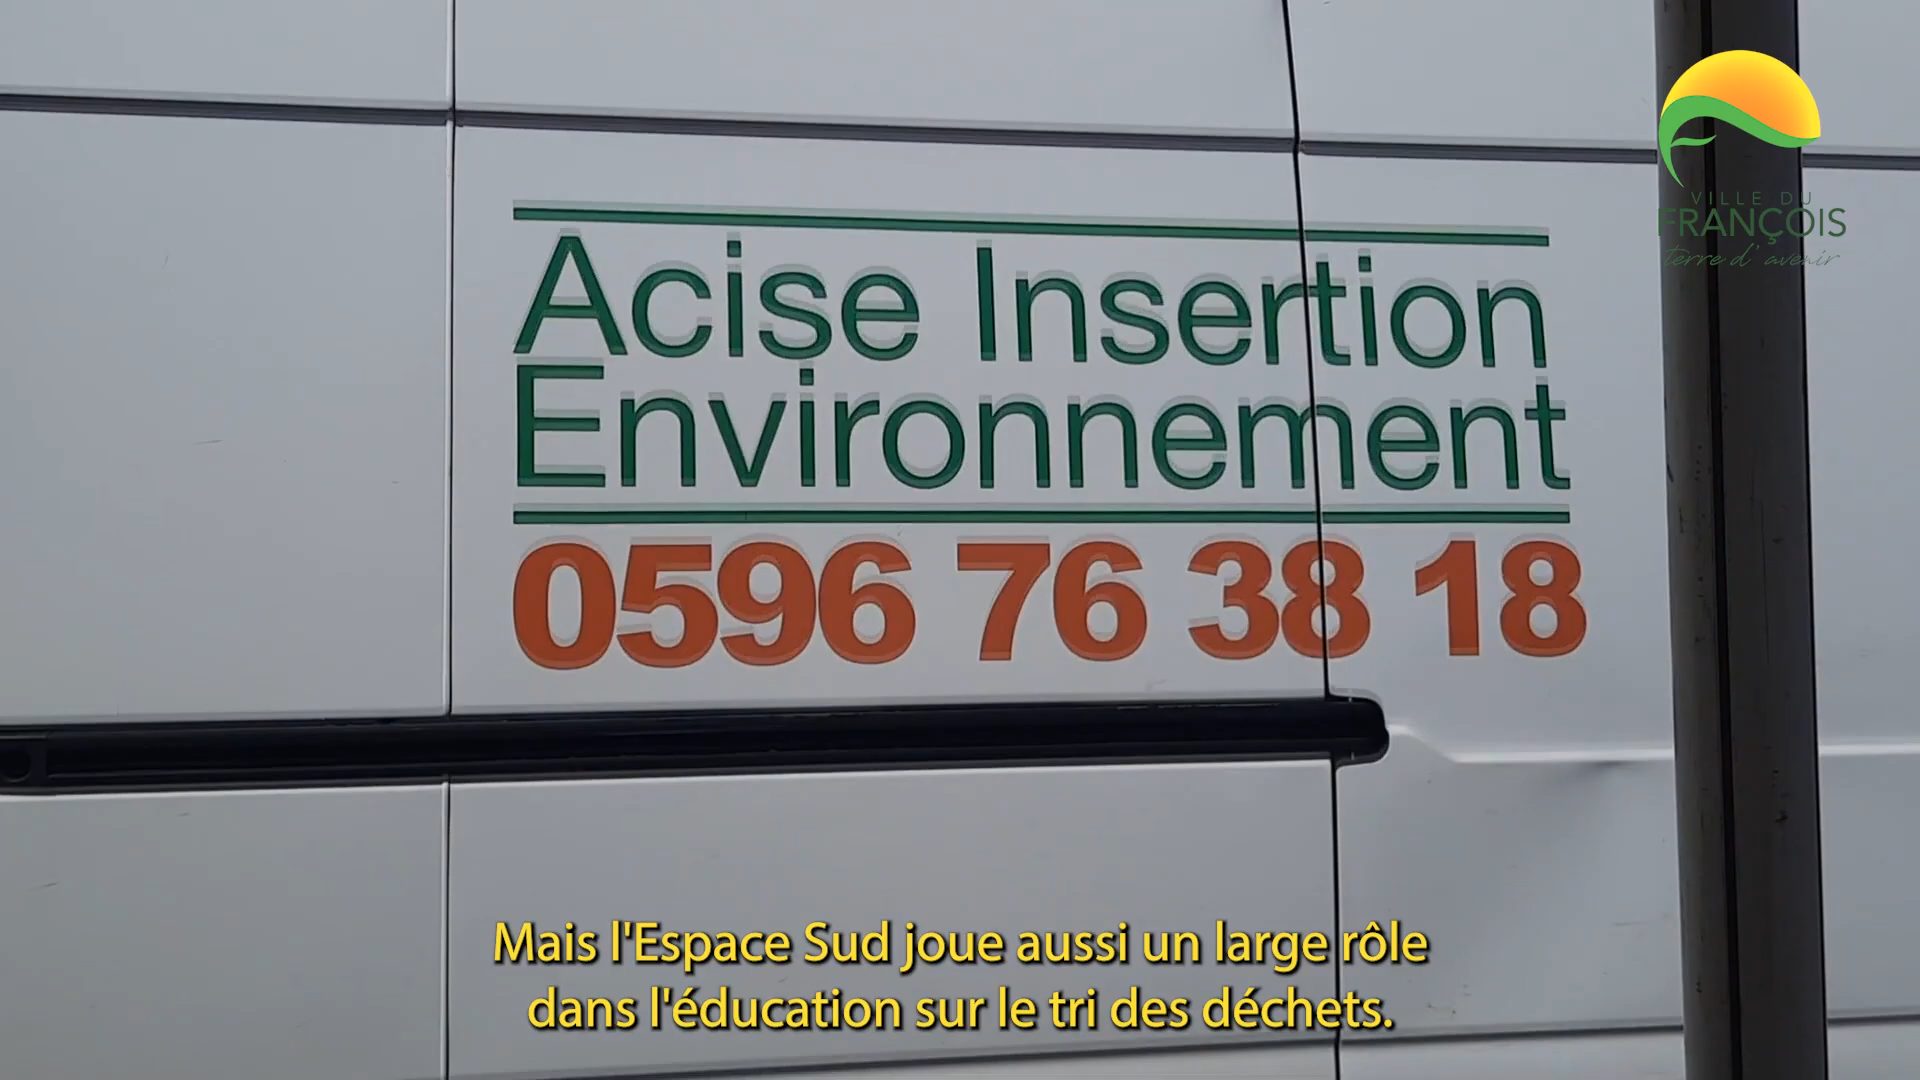 VILLE DU
FRANÇOIS
terre d'avenir
Acise Insertion
Environnement
0596 76 38 18
Mais l'Espace Sud joue aussi un large rôle
dans l'éducation sur le tri des déchets.